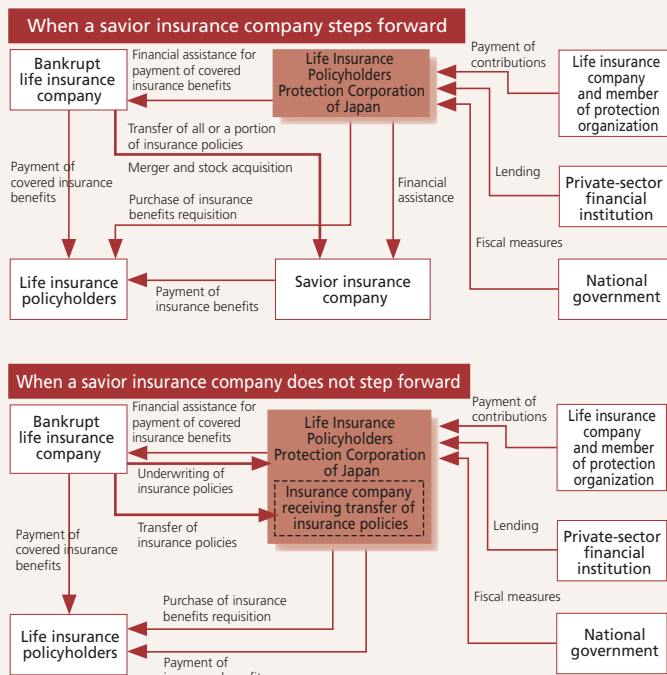 When a savior insurance company steps forward
Bankrupt
life insurance
company
Financial assistance for
payment of covered
insurance benefits
Life Insurance
Policyholders
Protection Corporation
of Japan
Payment of
contributions
Life insurance
company
and member
of protection
organization
Transfer of all or a portion
of insurance policies
Merger and stock acquisition
Payment of
covered insurance
benefits
Purchase of insurance
benefits requisition
Financial
assistance
Lending
Private-sector
financial
institution
Fiscal measures
Life insurance
policyholders
Payment of
insurance benefits
Savior insurance
company
National
government
When a savior insurance company does not step forward
Bankrupt
life insurance
company
Financial assistance for
payment of covered
insurance benefits
Life Insurance
Policyholders
Protection Corporation
of Japan
Payment of
contributions
Life insurance
company
and member
of protection
organization
Underwriting of
insurance policies
Insurance company
receiving transfer of
insurance policies
Transfer of
insurance policies
Payment of
covered insurance
benefits
Lending
Private-sector
financial
institution
Purchase of insurance
benefits requisition
Fiscal measures
Life insurance
policyholders
Payment of
National
government